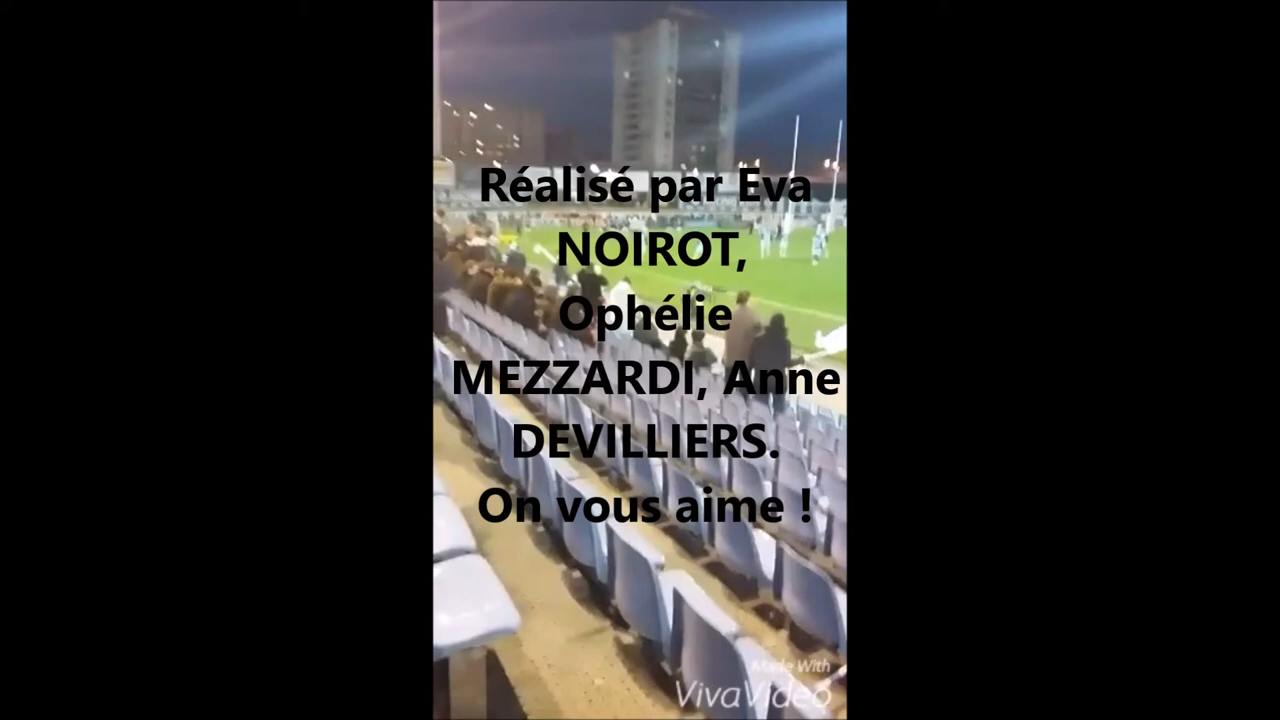 Réalisé par Eva
NOIROT,
Ophélie
MEZZARDI, Anne
DEVILLIERS.
On vous aime !
Made With
VivaVideo